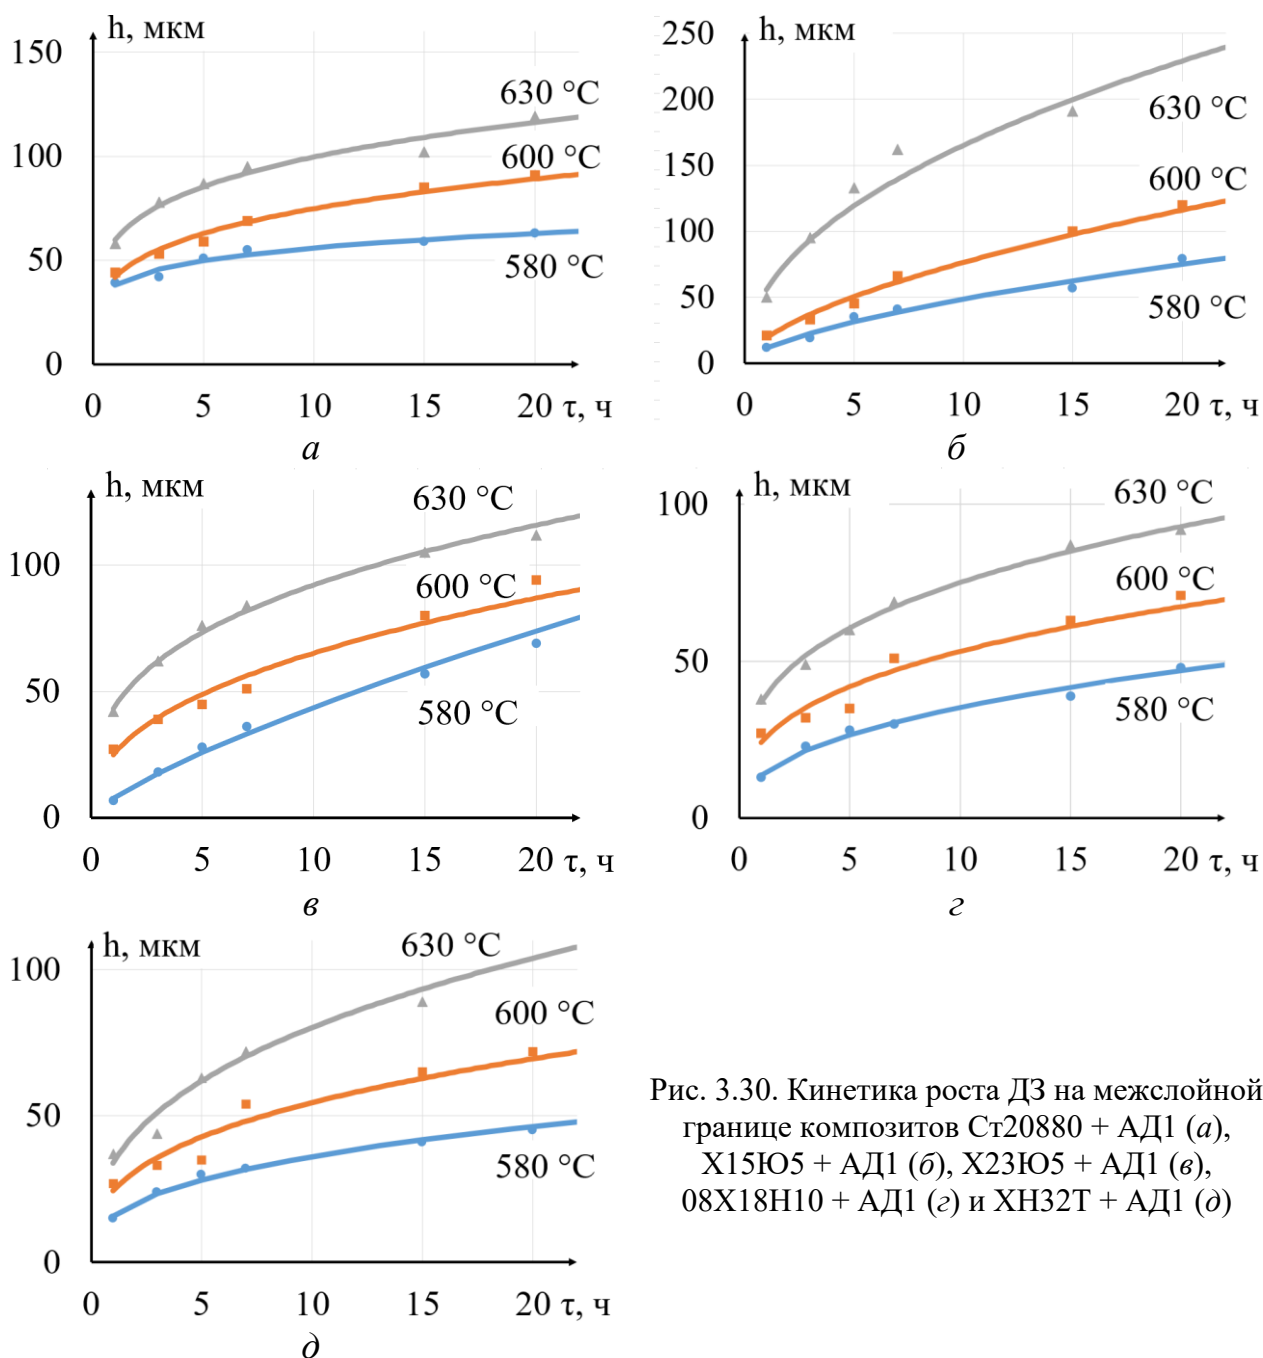 h, мкм
150
100
50
0
630 °C
600 °C
580 °C
0 5 10 15 20 τ, ч
а
h, мкм
250
200
150
100
50
0
630 °C
600 °C
580 °C
0 5 10 15 20 τ, ч
б
h, мкм
100
50
0
630 °C
600 °C
580 °C
0 5 10 15 20 τ, ч
в
h, мкм
100
50
0
630 °C
600 °C
580 °C
0 5 10 15 20 τ, ч
г
h, мкм
100
50
0
630 °C
600 °C
580 °C
0 5 10 15 20 τ, ч
д
Рис. 3.30. Кинетика роста ДЗ на межслойной
границе композитов Ст20880 + АД1 (а),
Х15Ю5 + АД1 (б), Х23Ю5 + АД1 (в),
08Х18Н10 + АД1 (г) и ХН32Т + АД1 (д)